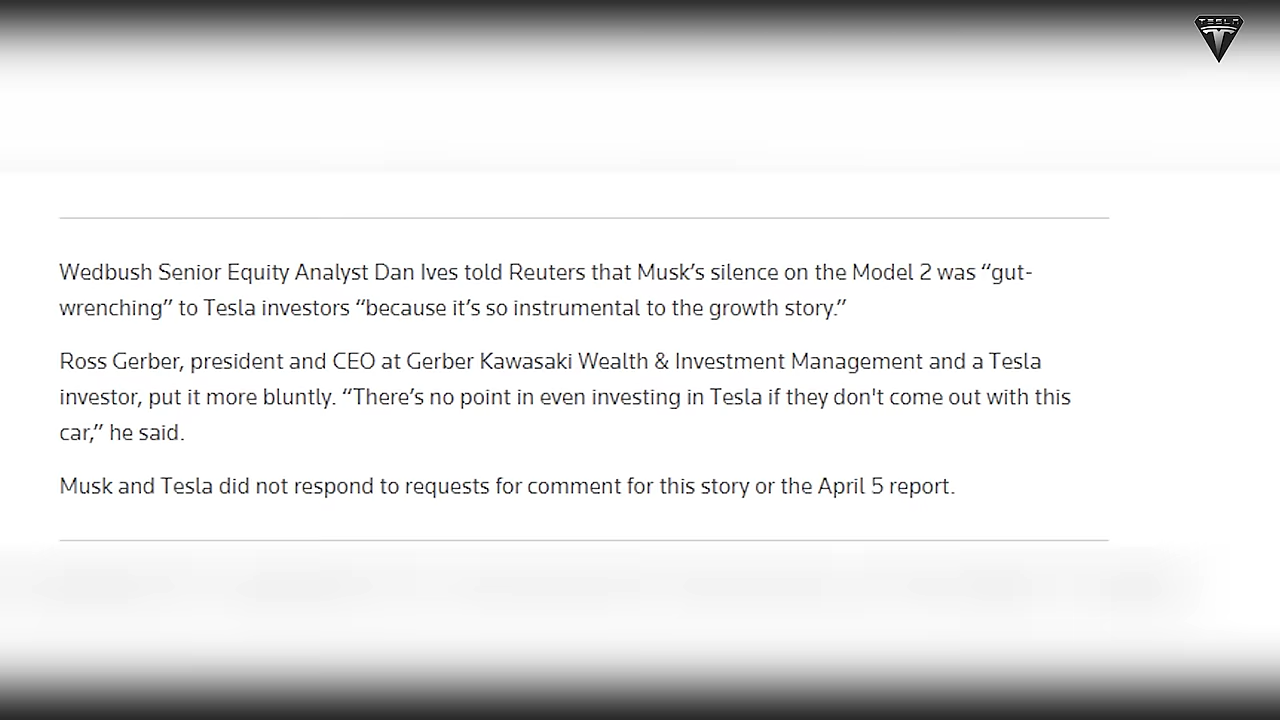 TESLA
Wedbush Senior Equity Analyst Dan Ives told Reuters that Musk’s silence on the Model 2 was “gut-
wrenching” to Tesla investors “because it’s so instrumental to the growth story.”
Ross Gerber, president and CEO at Gerber Kawasaki Wealth & Investment Management and a Tesla
investor, put it more bluntly. “There’s no point in even investing in Tesla if they don't come out with this
car,” he said.
Musk and Tesla did not respond to requests for comment for this story or the April 5 report.